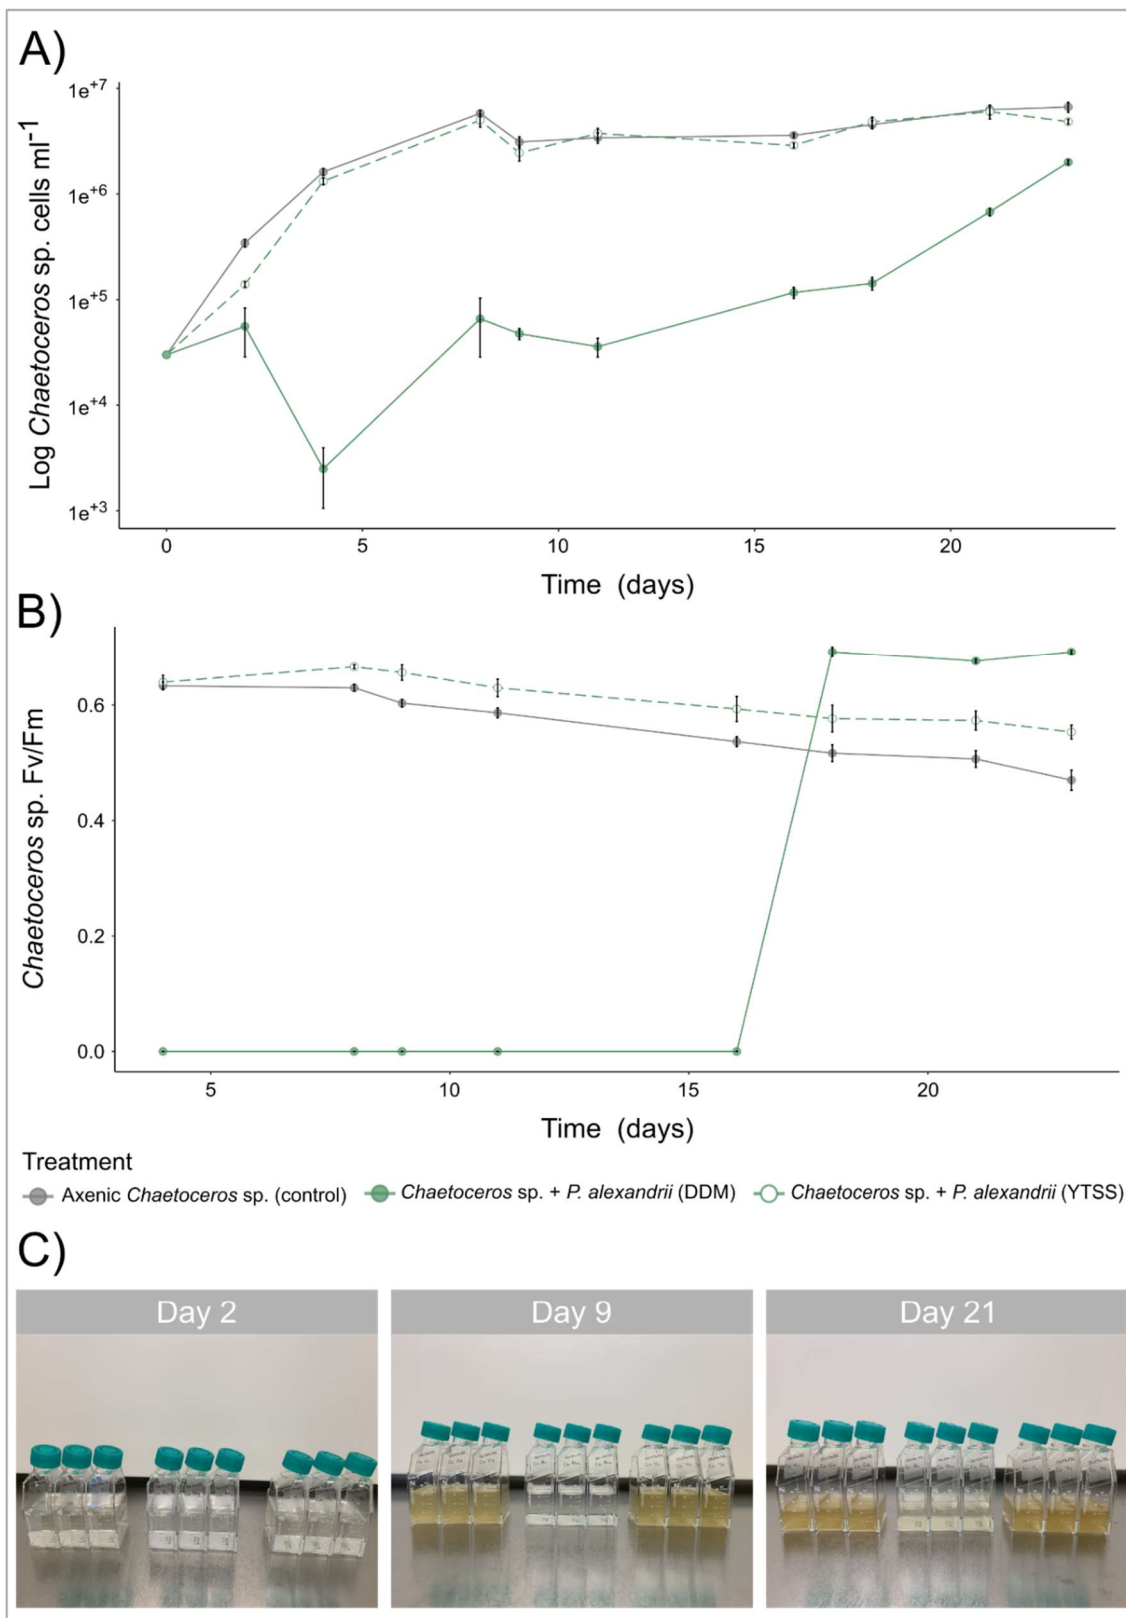 A)
Log Chaetoceros sp. cells ml⁻¹
1e⁺⁷
1e⁺⁶
1e⁺⁵
1e⁺⁴
1e⁺³
0 5 10 15 20
Time (days)
B)
Chaetoceros sp. Fv/Fm
0.6
0.4
0.2
0.0
5 10 15 20
Time (days)
Treatment
Axenic Chaetoceros sp. (control) Chaetoceros sp. + P. alexandrii (DDM) Chaetoceros sp. + P. alexandrii (YTSS)
C)
Day 2 Day 9 Day 21